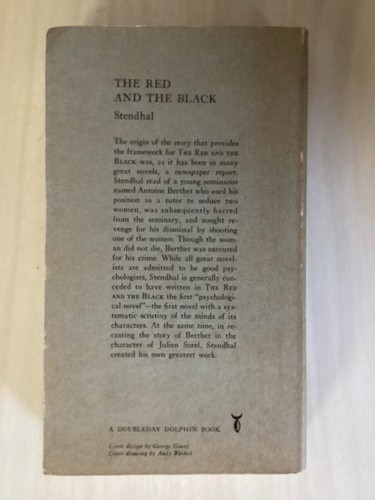 THE RED
AND THE BLACK
Stendhal
The origin of the story that provides
the framework for THE RED AND THE
BLACK was, as it has been in many
great novels, a newspaper report.
Stendhal read of a young seminarist
named Antoine Berthet who used his
position as a tutor to seduce two
women, was subsequently barred
from the seminary, and sought re-
venge for his dismissal by shooting
one of the women. Though the wom-
an did not die, Berthet was executed
for his crime. While all great novel-
ists are admitted to be good psy-
chologists, Stendhal is generally con-
ceded to have written in THE RED
AND THE BLACK the first "psychologi-
cal novel"—the first novel with a sys-
tematic scrutiny of the minds of its
characters. At the same time, in re-
casting the story of Berthet in the
character of Julien Sorel, Stendhal
created his own greatest work.
A DOUBLEDAY DOLPHIN BOOK
Cover design by George Giusti
Cover drawing by Andy Warhol